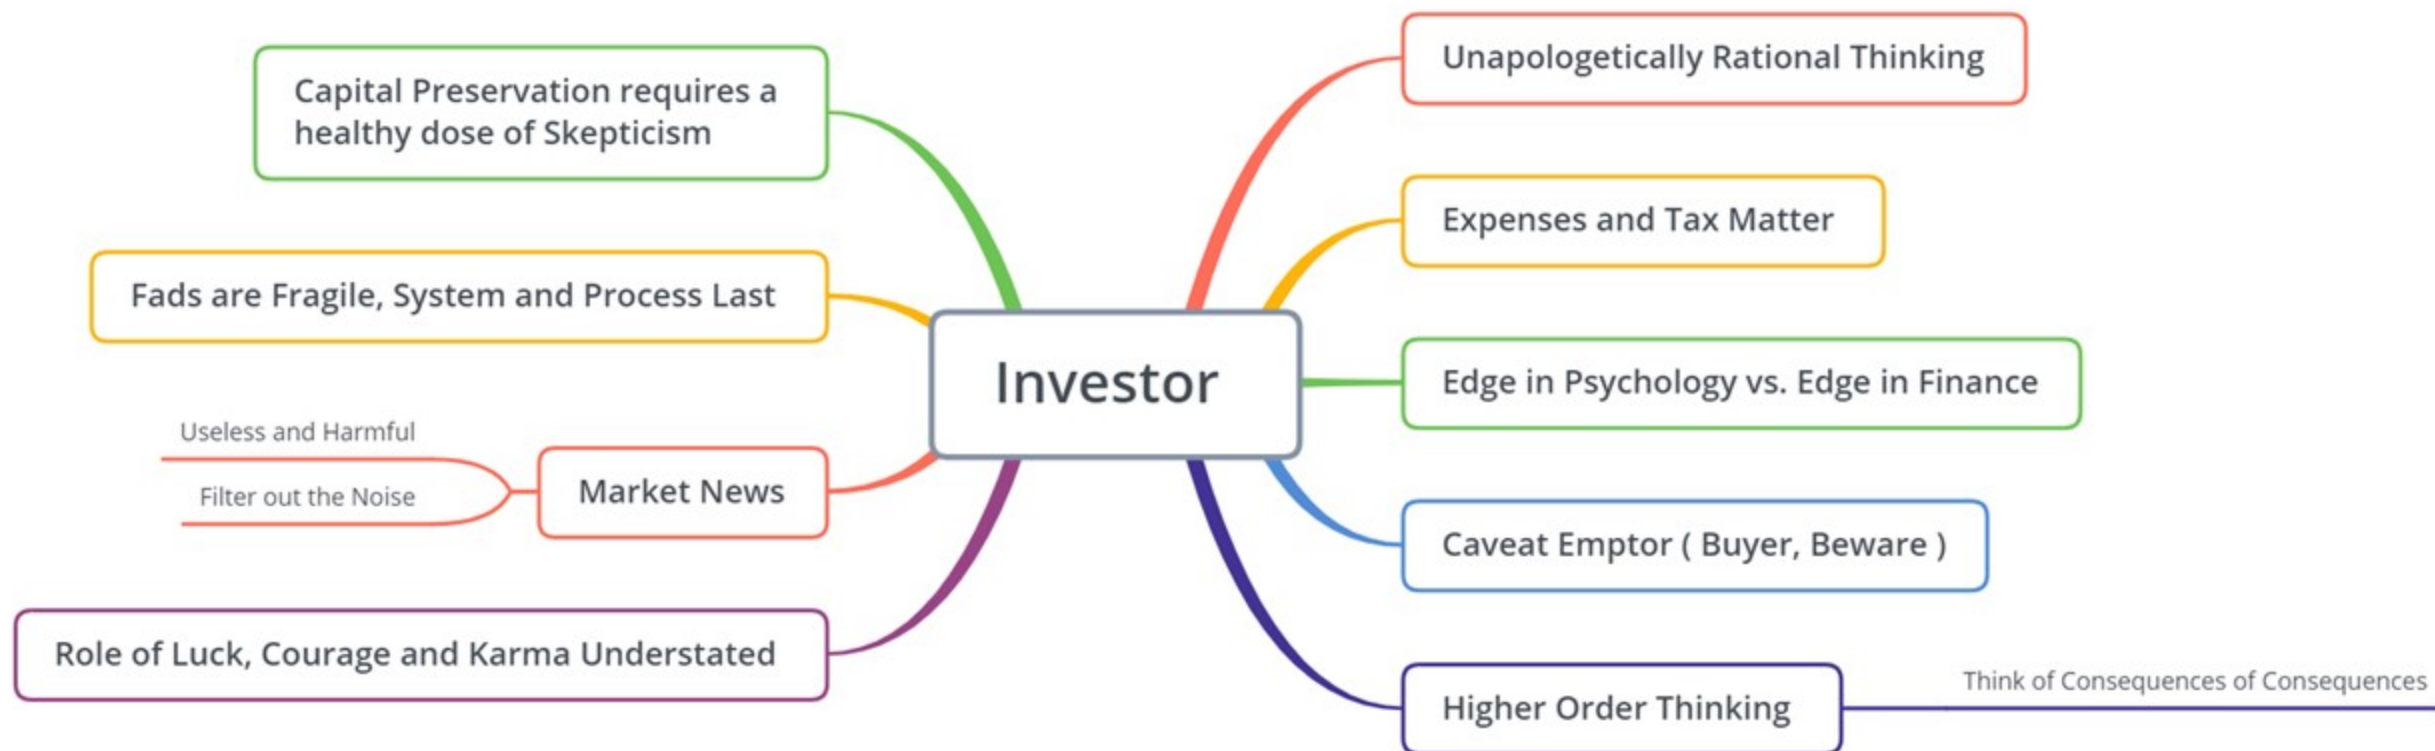 Capital Preservation requires a
healthy dose of Skepticism
Fads are Fragile, System and Process Last
Useless and Harmful
Filter out the Noise
Market News
Role of Luck, Courage and Karma Understated
Investor
Unapologetically Rational Thinking
Expenses and Tax Matter
Edge in Psychology vs. Edge in Finance
Caveat Emptor ( Buyer, Beware )
Higher Order Thinking
Think of Consequences of Consequences